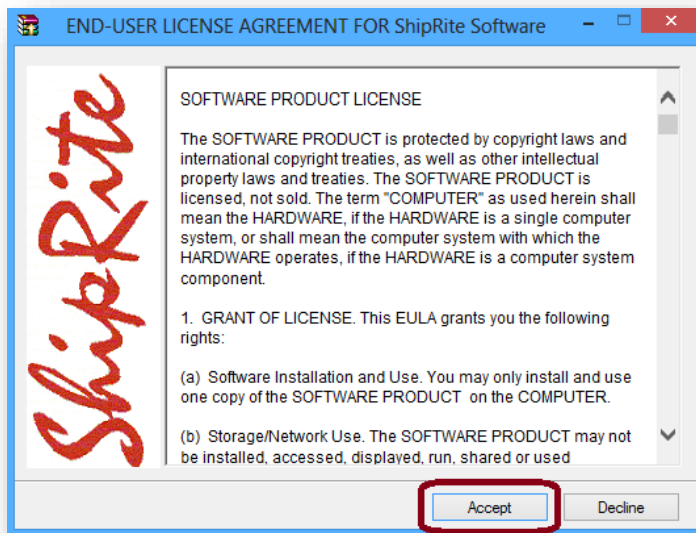 END-USER LICENSE AGREEMENT FOR ShipRite Software
ShipRite
SOFTWARE PRODUCT LICENSE
The SOFTWARE PRODUCT is protected by copyright laws and
international copyright treaties, as well as other intellectual
property laws and treaties. The SOFTWARE PRODUCT is
licensed, not sold. The term "COMPUTER" as used herein shall
mean the HARDWARE, if the HARDWARE is a single computer
system, or shall mean the computer system with which the
HARDWARE operates, if the HARDWARE is a computer system
component.
1. GRANT OF LICENSE. This EULA grants you the following
rights:
(a) Software Installation and Use. You may only install and use
one copy of the SOFTWARE PRODUCT on the COMPUTER.
(b) Storage/Network Use. The SOFTWARE PRODUCT may not
be installed, accessed, displayed, run, shared or used
Accept
Decline